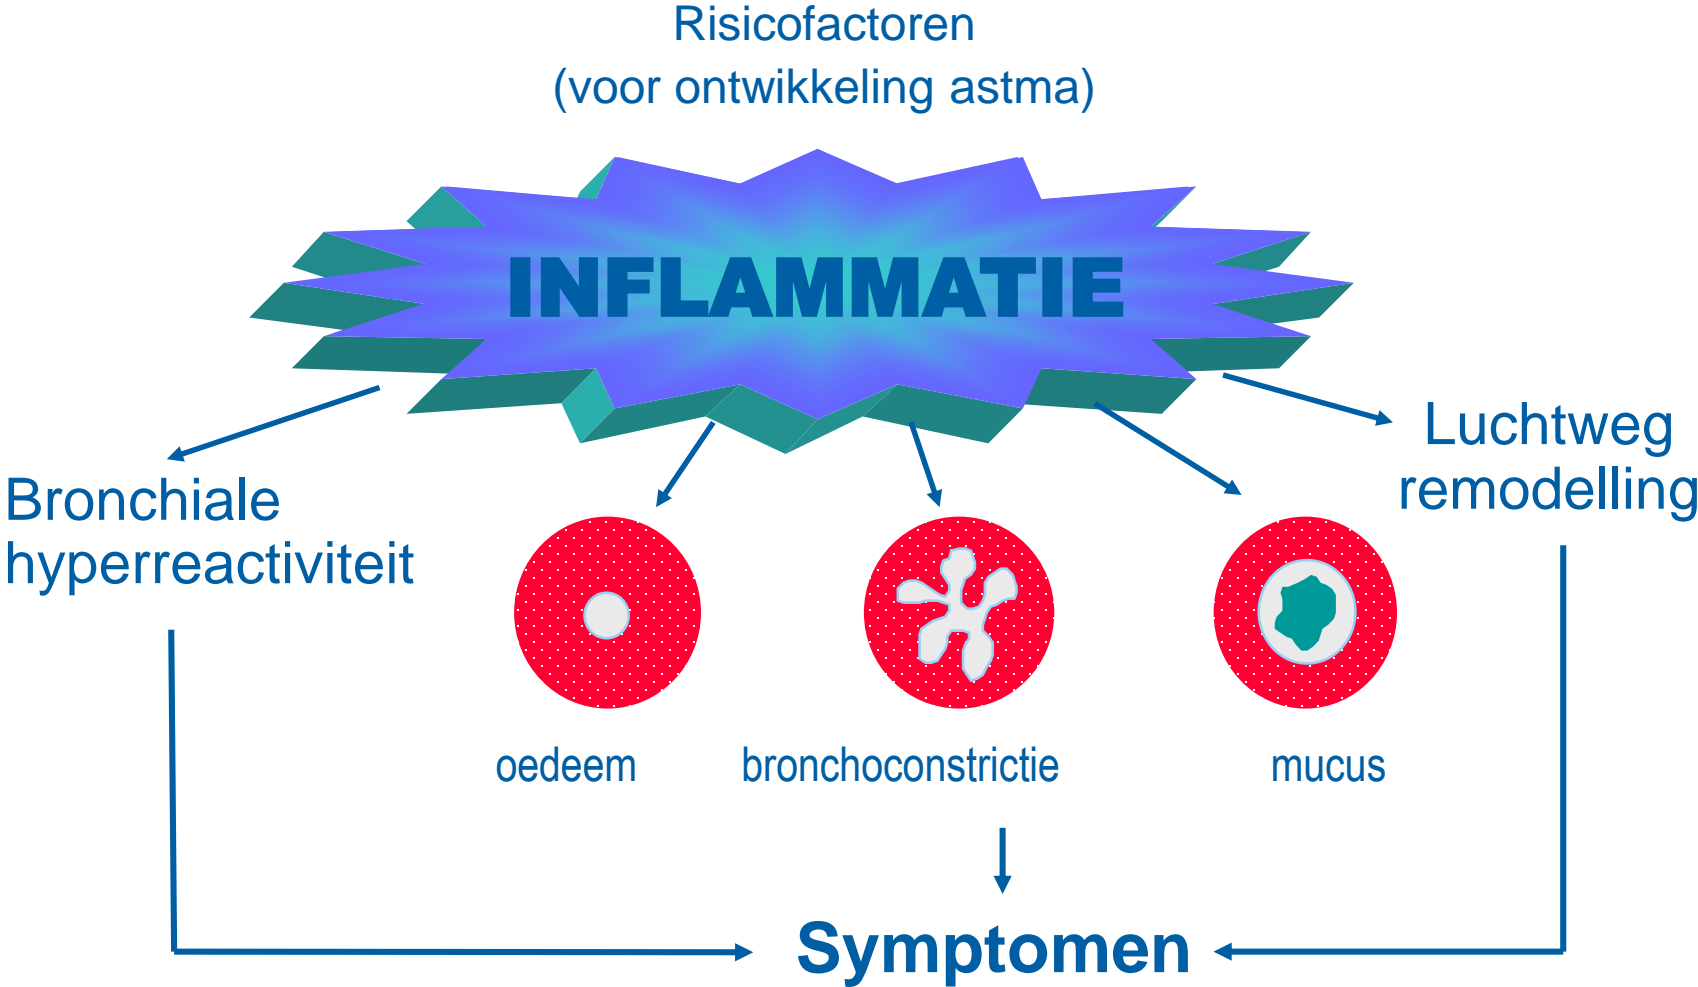 Risicofactoren
(voor ontwikkeling astma)
INFLAMMATIE
Bronchiale
hyperreactiviteit
Luchtweg
remodelling
oedeem
bronchoconstrictie
mucus
Symptomen